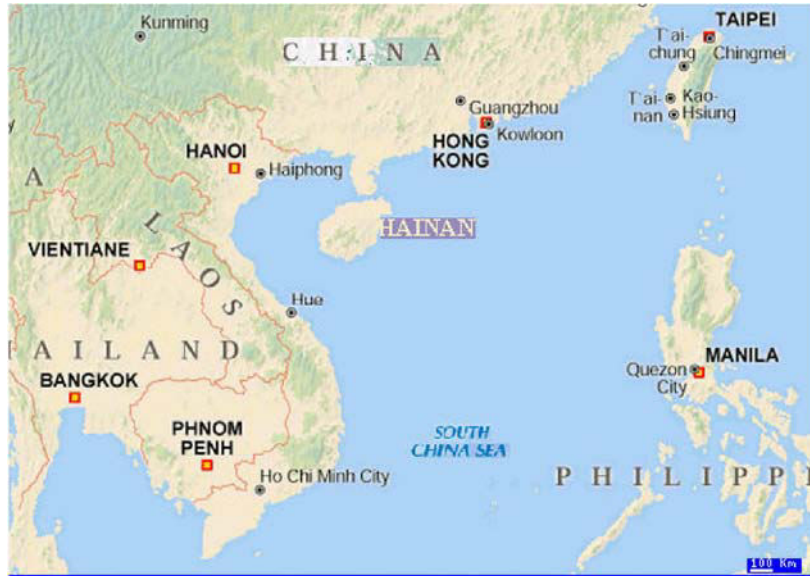 Kunming
CHINA
TAIPEI
T`ai-
chung
Chingmei
Guangzhou
T`ai-
nan
Kao-
Hsiung
Kowloon
HONG
KONG
HANOI
Haiphong
A
LAOS
HAINAN
VIENTIANE
Hue
AILAND
BANGKOK
MANILA
Quezon
City
PHNOM
PENH
SOUTH
CHINA SEA
Ho Chi Minh City
PHILIPPI
100 Km